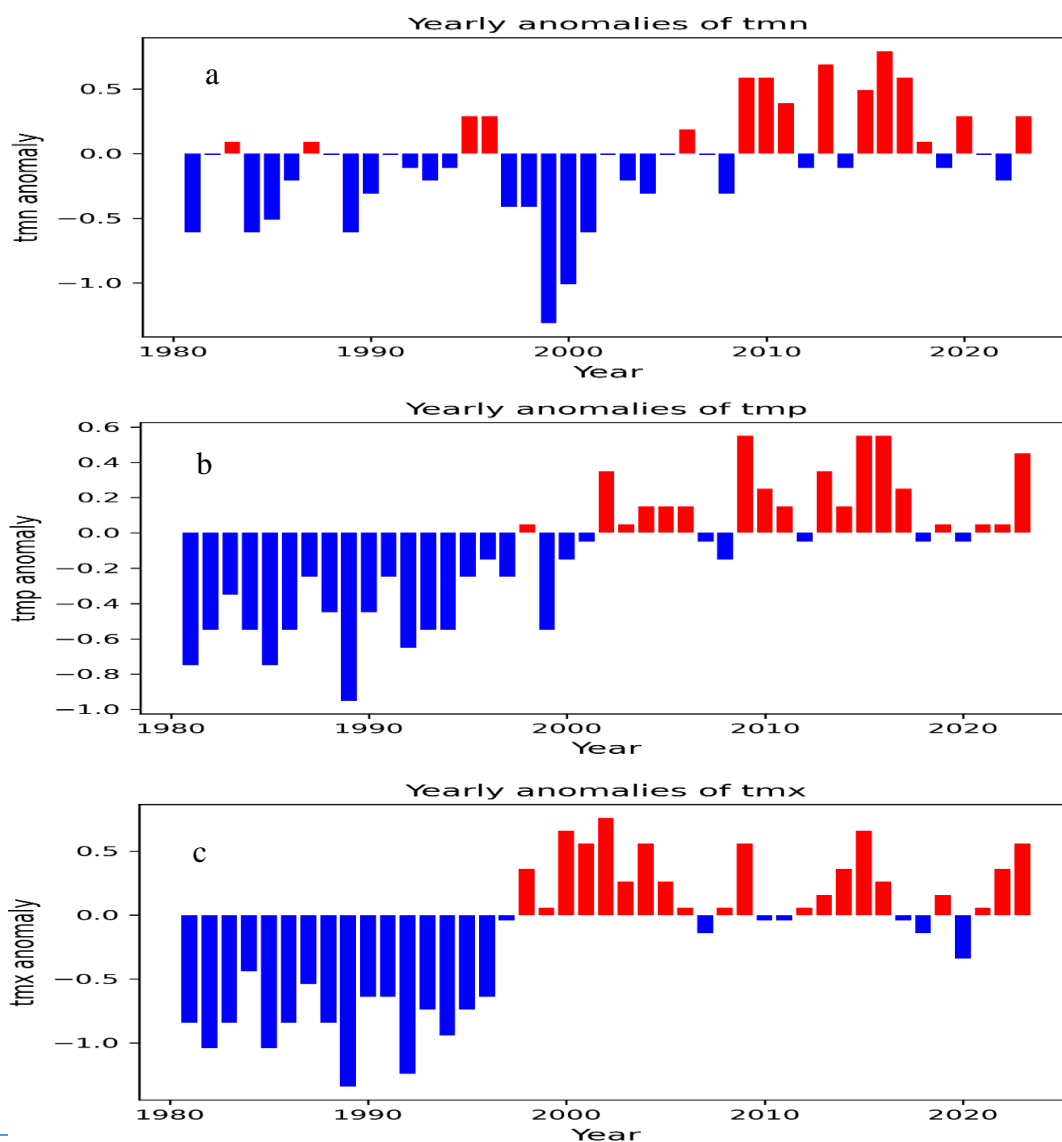 Yearly anomalies of tmn
a
tmn anomaly
0.5
0.0
−0.5
−1.0
1980 1990 2000 2010 2020
Year
Yearly anomalies of tmp
b
tmp anomaly
0.6
0.4
0.2
0.0
−0.2
−0.4
−0.6
−0.8
−1.0
1980 1990 2000 2010 2020
Year
Yearly anomalies of tmx
c
tmx anomaly
0.5
0.0
−0.5
−1.0
1980 1990 2000 2010 2020
Year